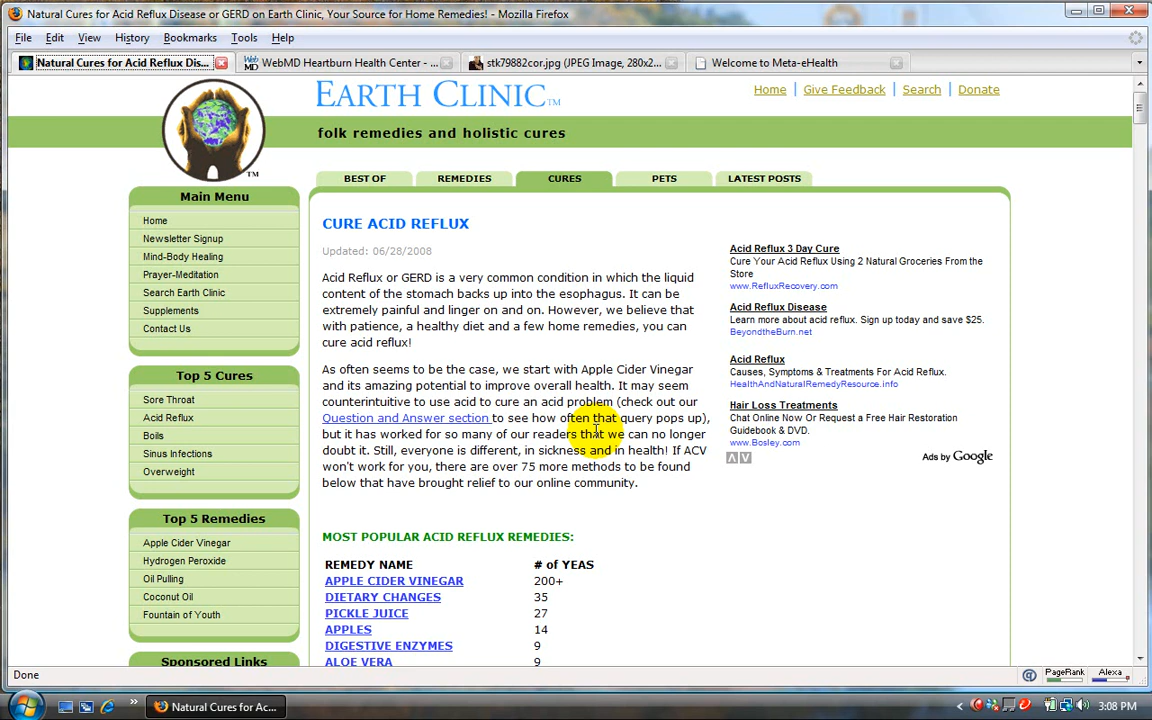 Natural Cures for Acid Reflux Disease or GERD on Earth Clinic, Your Source for Home Remedies! - Mozilla Firefox
File Edit View History Bookmarks Tools Help
Natural Cures for Acid Reflux Dis...
WebMD Heartburn Health Center - ...
stk79882cor.jpg (JPEG Image, 280x2...
Welcome to Meta-eHealth
EARTH CLINIC TM
Home | Give Feedback | Search | Donate
folk remedies and holistic cures
TM
BEST OF
REMEDIES
CURES
PETS
LATEST POSTS
Main Menu
Home
Newsletter Signup
Mind-Body Healing
Prayer-Meditation
Search Earth Clinic
Supplements
Contact Us
Top 5 Cures
Sore Throat
Acid Reflux
Boils
Sinus Infections
Overweight
Top 5 Remedies
Apple Cider Vinegar
Hydrogen Peroxide
Oil Pulling
Coconut Oil
Fountain of Youth
Sponsored Links
CURE ACID REFLUX
Updated: 06/28/2008
Acid Reflux or GERD is a very common condition in which the liquid
content of the stomach backs up into the esophagus. It can be
extremely painful and linger on and on. However, we believe that
with patience, a healthy diet and a few home remedies, you can
cure acid reflux!
As often seems to be the case, we start with Apple Cider Vinegar
and its amazing potential to improve overall health. It may seem
counterintuitive to use acid to cure an acid problem (check out our
Question and Answer section to see how often that query pops up),
but it has worked for so many of our readers that we can no longer
doubt it. Still, everyone is different, in sickness and in health! If ACV
won't work for you, there are over 75 more methods to be found
below that have brought relief to our online community.
MOST POPULAR ACID REFLUX REMEDIES:
REMEDY NAME # of YEAS
APPLE CIDER VINEGAR 200+
DIETARY CHANGES 35
PICKLE JUICE 27
APPLES 14
DIGESTIVE ENZYMES 9
ALOE VERA 9
Acid Reflux 3 Day Cure
Cure Your Acid Reflux Using 2 Natural Groceries From the
Store
www.RefluxRecovery.com
Acid Reflux Disease
Learn more about acid reflux. Sign up today and save $25.
BeyondtheBurn.net
Acid Reflux
Causes, Symptoms & Treatments For Acid Reflux.
HealthAndNaturalRemedyResource.info
Hair Loss Treatments
Chat Online Now Or Request a Free Hair Restoration
Guidebook & DVD.
www.Bosley.com
Ads by Google
Done
PageRank
Alexa
Natural Cures for Ac...
3:08 PM